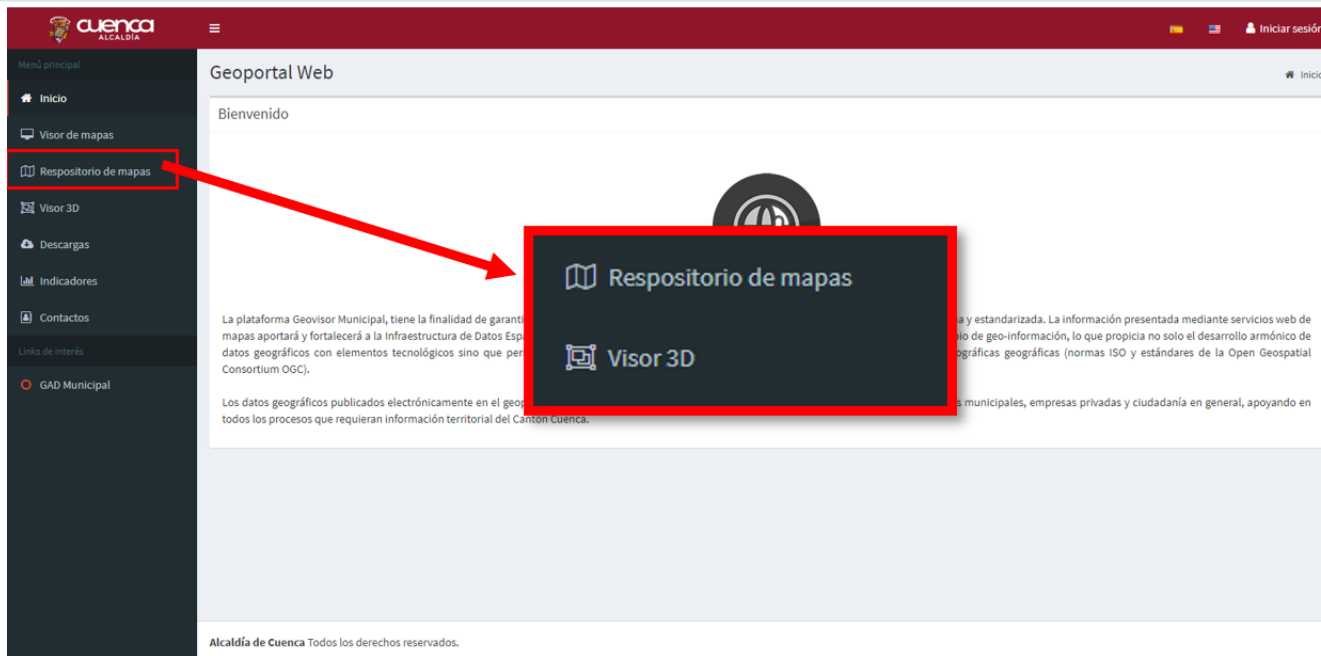 cuenca
ALCALDÍA
Iniciar sesión
Menú principal
Geoportal Web
Inicio
Inicio
Bienvenido
Visor de mapas
Respositorio de mapas
Visor 3D
Descargas
Indicadores
Contactos
Links de interés
GAD Municipal
Respositorio de mapas
Visor 3D
La plataforma Geovisor Municipal, tiene la finalidad de garanti
a y estandarizada. La información presentada mediante servicios web de
mapas aportará y fortalecerá a la Infraestructura de Datos Espa
io de geo-información, lo que propicia no solo el desarrollo armónico de
datos geográficos con elementos tecnológicos sino que per
ográficas geográficas (normas ISO y estándares de la Open Geospatial
Consortium OGC).
Los datos geográficos publicados electrónicamente en el geop
s municipales, empresas privadas y ciudadanía en general, apoyando en
todos los procesos que requieran información territorial del Cantón Cuenca.
Alcaldía de Cuenca Todos los derechos reservados.